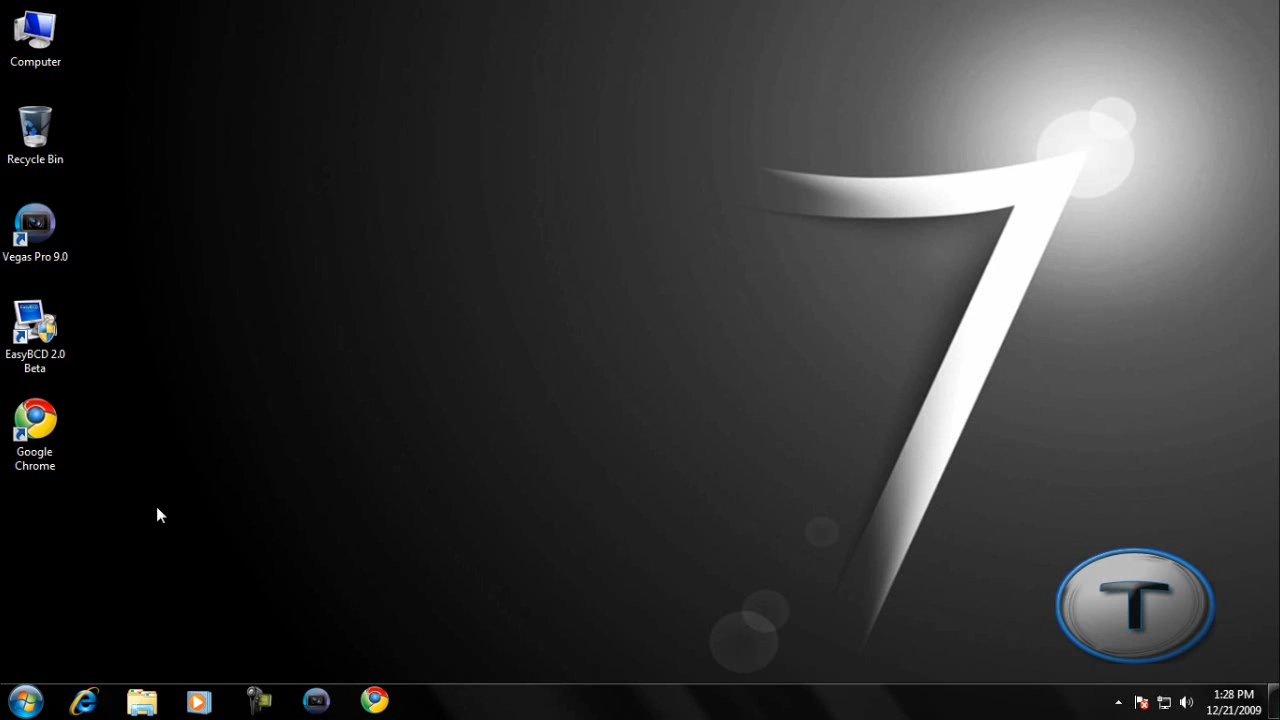 Computer
Recycle Bin
Vegas Pro 9.0
EasyBCD 2.0
Beta
Google
Chrome
7
T
1:28 PM
12/21/2009